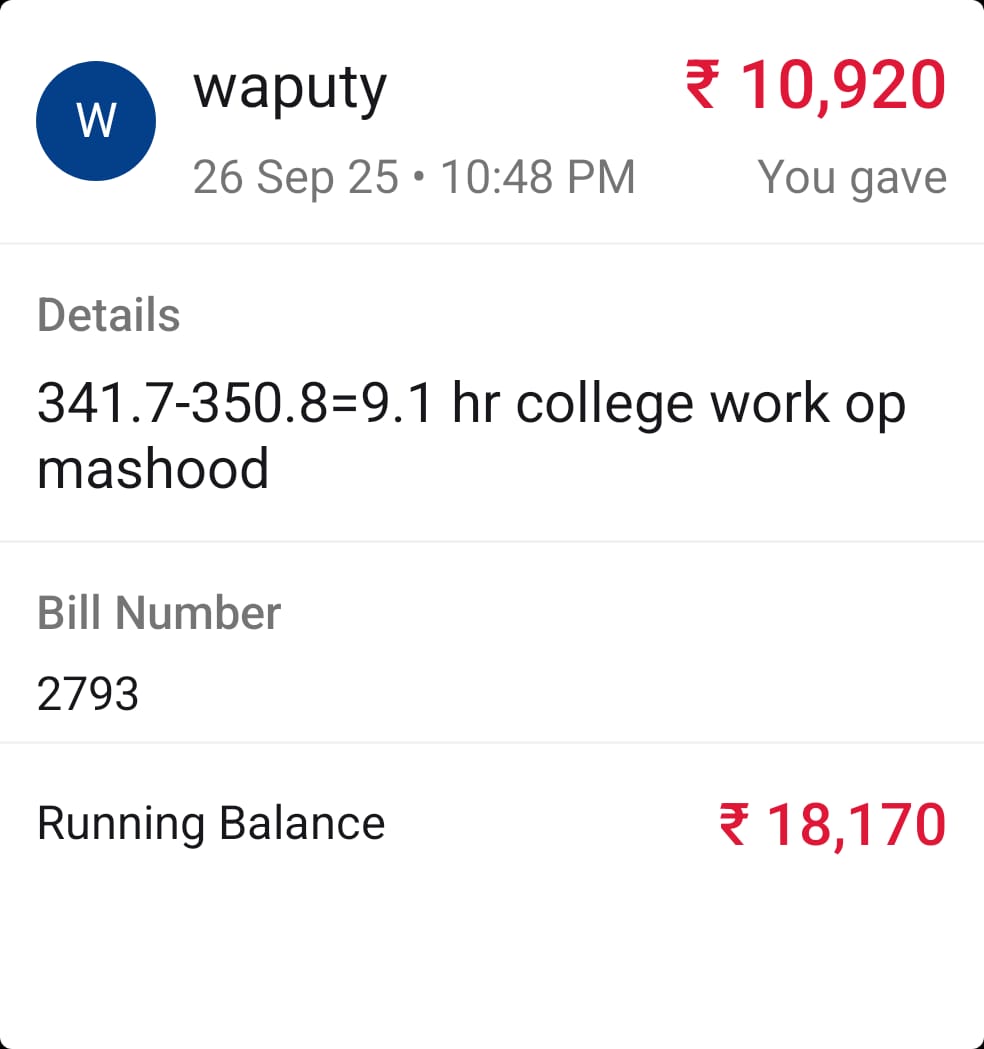 W
waputy
₹ 10,920
26 Sep 25 • 10:48 PM
You gave
Details
341.7-350.8=9.1 hr college work op
mashood
Bill Number
2793
Running Balance
₹ 18,170